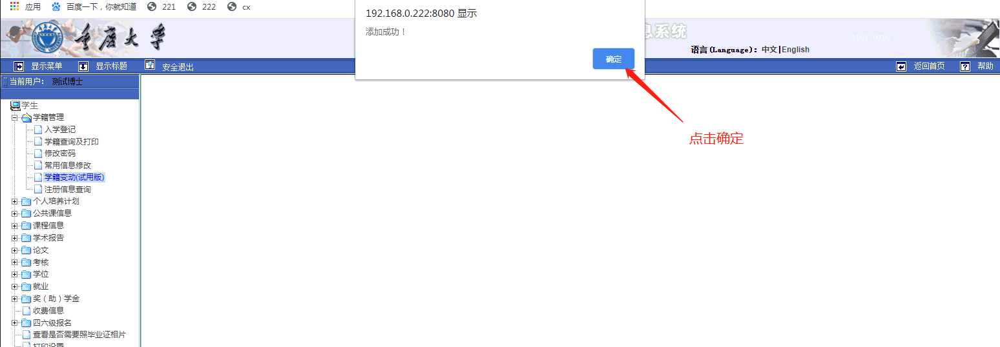 应用 百度一下，你就知道 221 222 cx
192.168.0.222:8080 显示
添加成功！
确定
重庆大学
息系统
110110010
语言(Language): 中文|English
显示菜单 显示标题 安全退出
返回首页 帮助
当前用户： 测试博士
点击确定
学生
学籍管理
入学登记
学籍查询及打印
修改密码
常用信息修改
学籍变动(试用版)
注册信息查询
个人培养计划
公共课信息
课程信息
学术报告
论文
考核
学位
就业
奖（助）学金
收费信息
四六级报名
查看是否需要照毕业证相片
打印设置